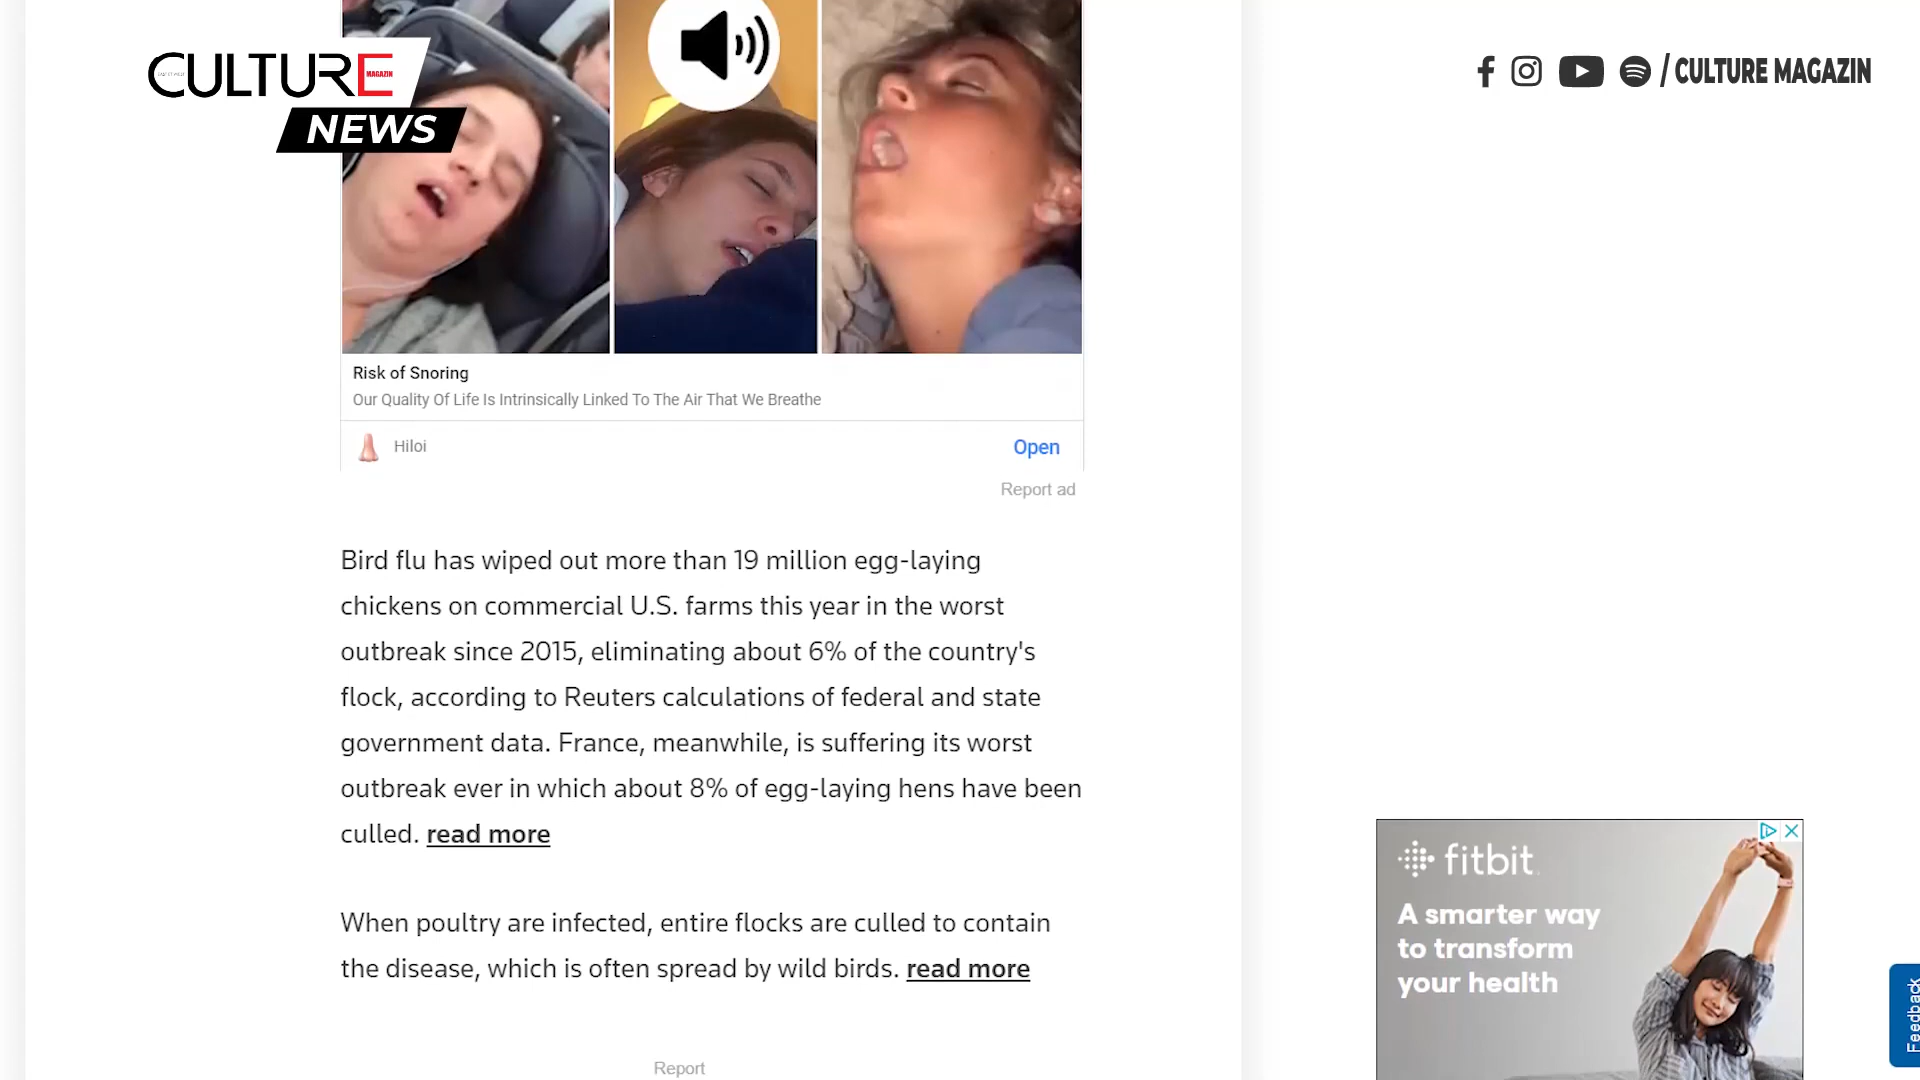 CULTURE
MAGAZIN
NEWS
/ CULTURE MAGAZIN
Risk of Snoring
Our Quality Of Life Is Intrinsically Linked To The Air That We Breathe
Hiloi
Open
Report ad
Bird flu has wiped out more than 19 million egg-laying
chickens on commercial U.S. farms this year in the worst
outbreak since 2015, eliminating about 6% of the country's
flock, according to Reuters calculations of federal and state
government data. France, meanwhile, is suffering its worst
outbreak ever in which about 8% of egg-laying hens have been
culled. read more
When poultry are infected, entire flocks are culled to contain
the disease, which is often spread by wild birds. read more
Report
fitbit
A smarter way
to transform
your health
Feedback